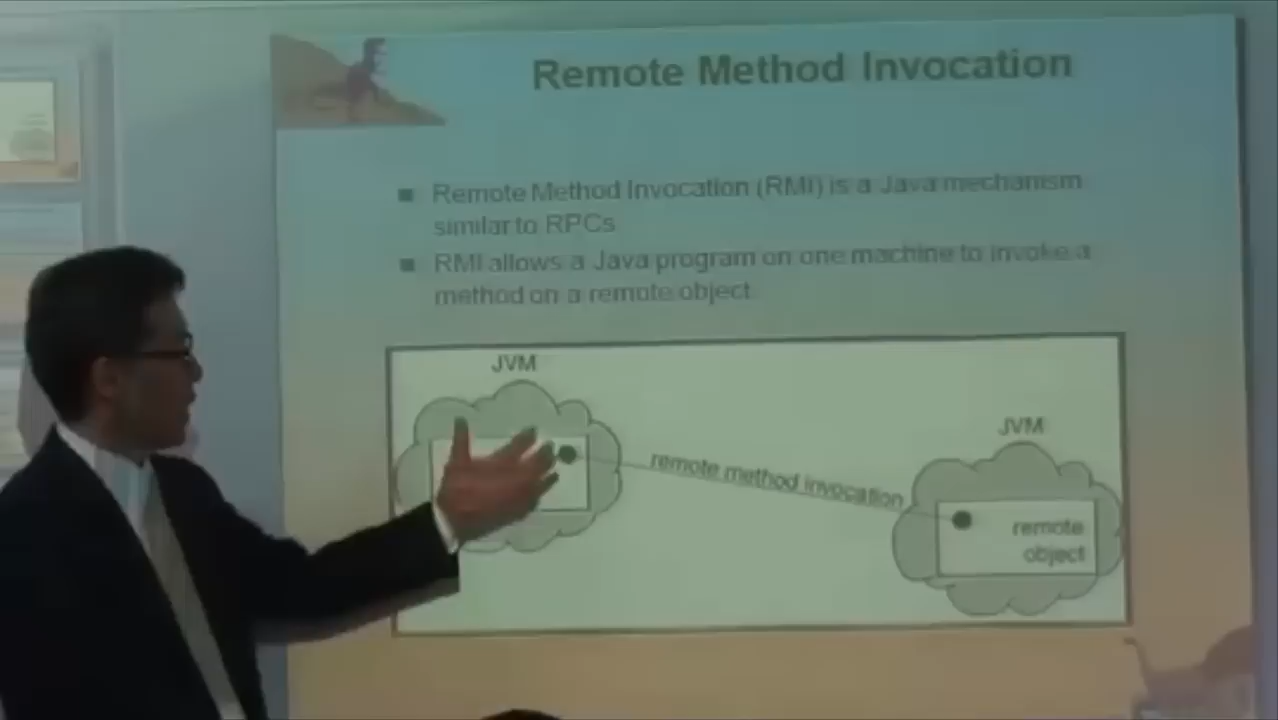 Remote Method Invocation
Remote Method Invocation (RMI) is a Java mechanism
similar to RPCs
RMI allows a Java program on one machine to invoke a
method on a remote object.
JVM
JVM
remote method invocation
remote
object